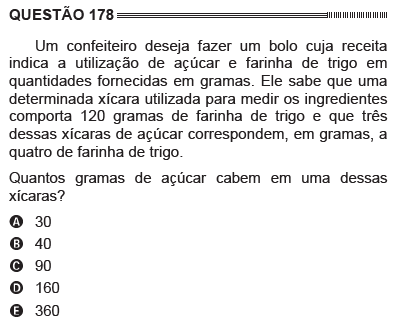 QUESTÃO 178
Um confeiteiro deseja fazer um bolo cuja receita
indica a utilização de açúcar e farinha de trigo em
quantidades fornecidas em gramas. Ele sabe que uma
determinada xícara utilizada para medir os ingredientes
comporta 120 gramas de farinha de trigo e que três
dessas xícaras de açúcar correspondem, em gramas, a
quatro de farinha de trigo.
Quantos gramas de açúcar cabem em uma dessas
xícaras?
A 30
B 40
C 90
D 160
E 360